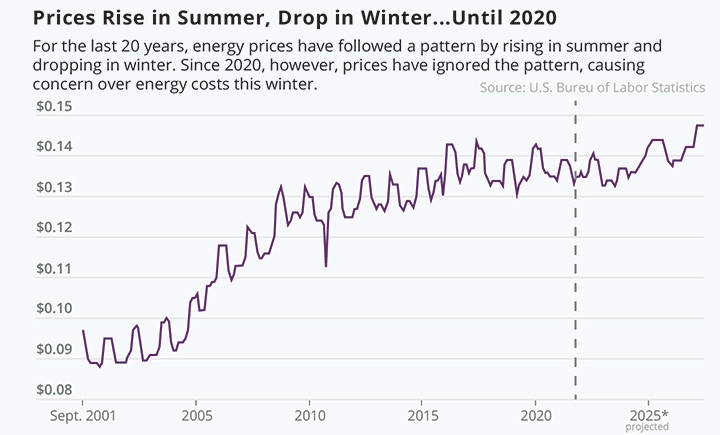 Prices Rise in Summer, Drop in Winter...Until 2020
For the last 20 years, energy prices have followed a pattern by rising in summer and
dropping in winter. Since 2020, however, prices have ignored the pattern, causing
concern over energy costs this winter.
Source: U.S. Bureu of Labor Statistics
$0.15
$0.14
$0.13
$0.12
$0.11
$0.10
$0.09
$0.08
Sept. 2001 2005 2010 2015 2020 2025*
projected